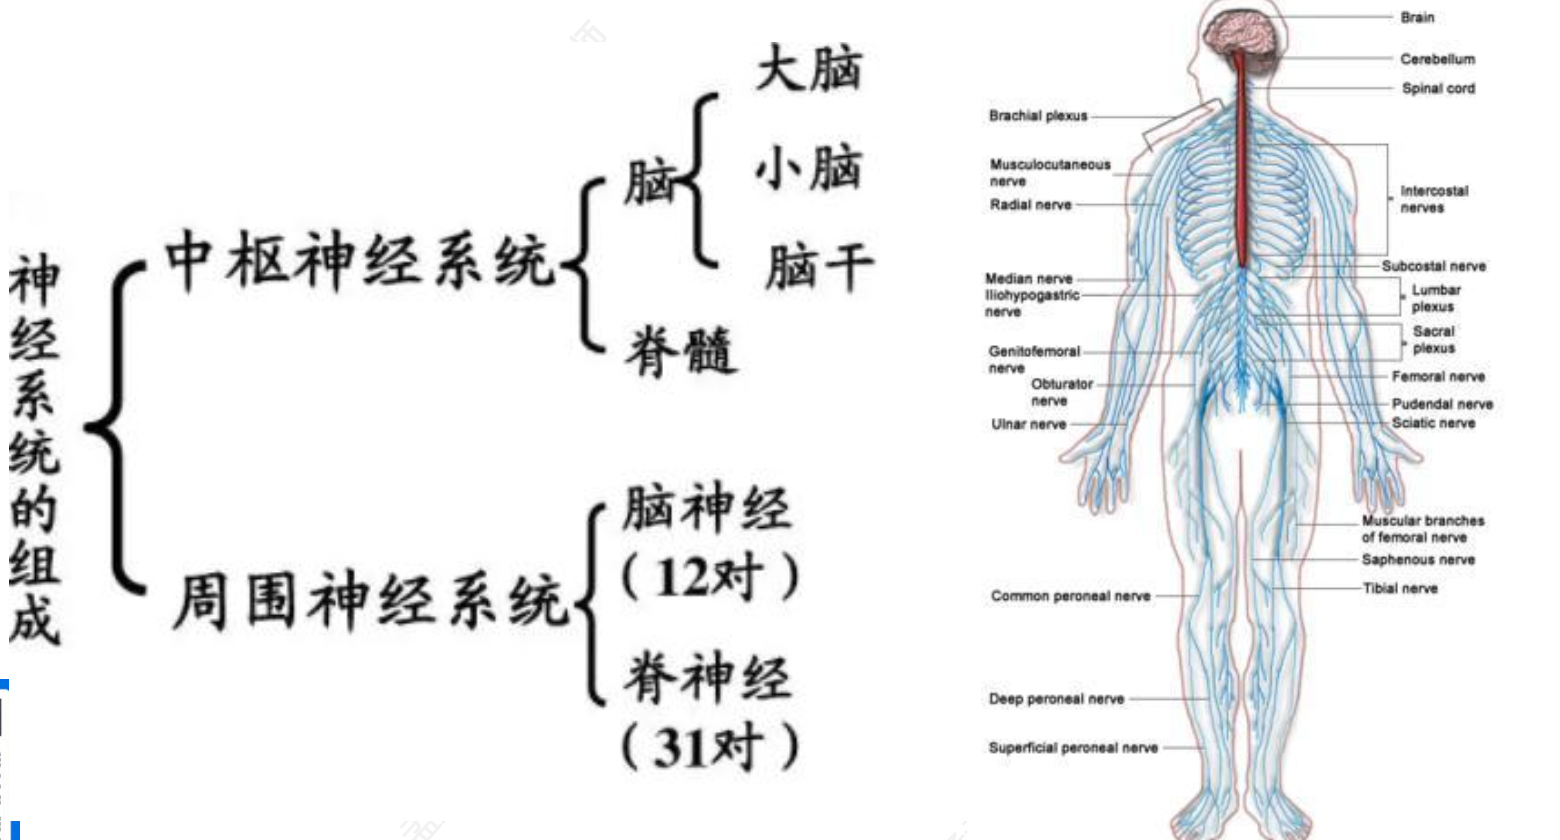 神经系统的组成
中枢神经系统
脑
大脑
小脑
脑干
脊髓
周围神经系统
脑神经
（12对）
脊神经
（31对）
Brain
Cerebellum
Spinal cord
Brachial plexus
Musculocutaneous
nerve
Radial nerve
Intercostal
nerves
Subcostal nerve
Median nerve
Iliohypogastric
nerve
Lumbar
plexus
Sacral
plexus
Genitofemoral
nerve
Obturator
nerve
Ulnar nerve
Femoral nerve
Pudendal nerve
Sciatic nerve
Muscular branches
of femoral nerve
Saphenous nerve
Tibial nerve
Common peroneal nerve
Deep peroneal nerve
Superficial peroneal nerve